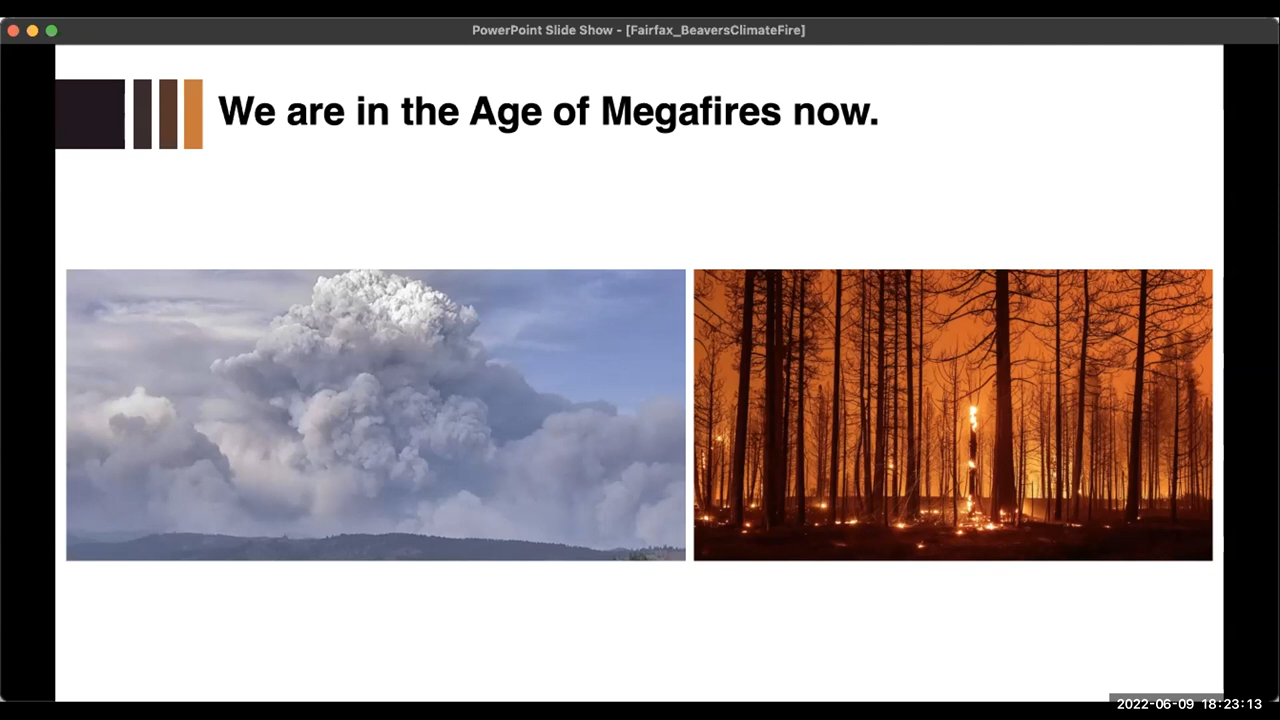 PowerPoint Slide Show - [Fairfax_BeaversClimateFire]
We are in the Age of Megafires now.
2022-06-09 18:23:13